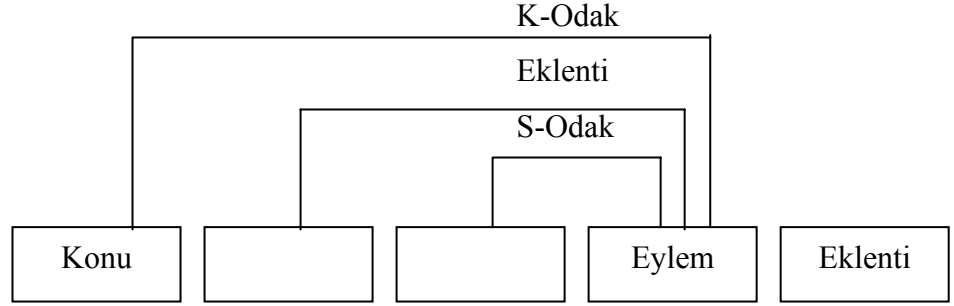 K-Odak
Eklenti
S-Odak
Konu
Eylem
Eklenti